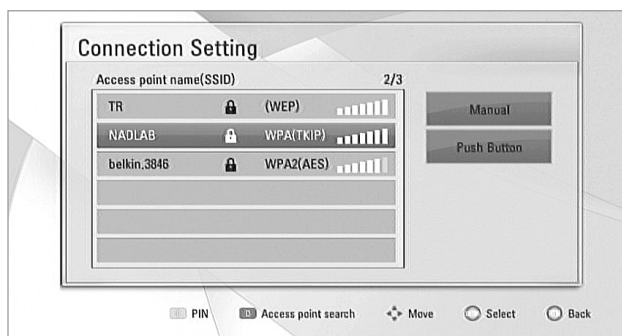 Connection Setting
Access point name(SSID) 2/3
TR (WEP)
NADLAB WPA(TKIP)
belkin.3846 WPA2(AES)
Manual
Push Button
PIN Access point search Move Select Back